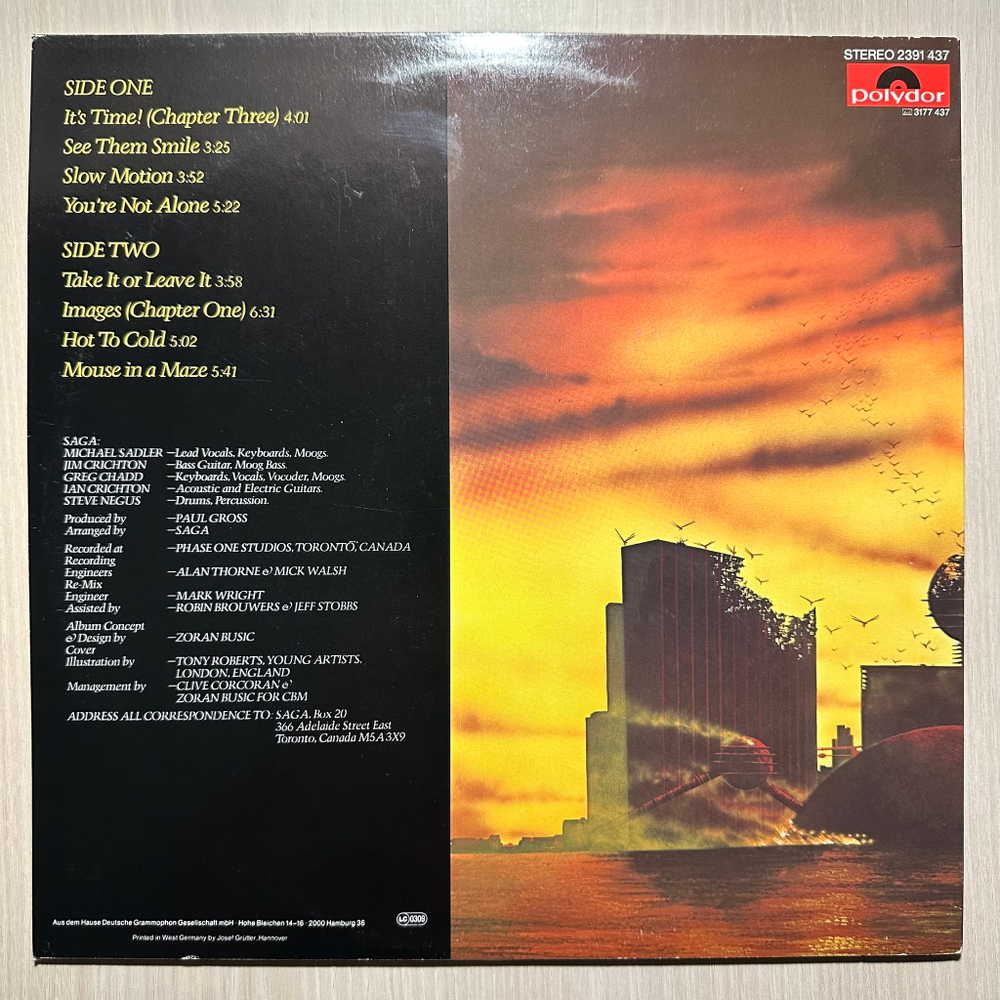 SIDE ONE
It's Time! (Chapter Three) 4:01
See Them Smile 3:25
Slow Motion 3:52
You're Not Alone 5:22
SIDE TWO
Take It or Leave It 3:58
Images (Chapter One) 6:31
Hot To Cold 5:02
Mouse in a Maze 5:41
SAGA:
MICHAEL SADLER —Lead Vocals, Keyboards, Moogs.
JIM CRICHTON —Bass Guitar, Moog Bass.
GREG CHADD —Keyboards, Vocals, Vocoder, Moogs.
IAN CRICHTON —Acoustic and Electric Guitars.
STEVE NEGUS —Drums, Percussion.
Produced by —PAUL GROSS
Arranged by —SAGA
Recorded at —PHASE ONE STUDIOS, TORONTO, CANADA
Recording
Engineers —ALAN THORNE & MICK WALSH
Re-Mix
Engineer —MARK WRIGHT
Assisted by —ROBIN BROUWERS & JEFF STOBBS
Album Concept
& Design by —ZORAN BUSIC
Cover
Illustration by —TONY ROBERTS, YOUNG ARTISTS,
LONDON, ENGLAND
Management by —CLIVE CORCORAN &
ZORAN BUSIC FOR CBM
ADDRESS ALL CORRESPONDENCE TO: SAGA, Box 20
366 Adelaide Street East
Toronto, Canada M5A 3X9
Aus dem Hause Deutsche Grammophon Gesellschaft mbH · Hohe Bleichen 14–16 · 2000 Hamburg 36
LC 0309
Printed in West Germany by Josef Grütter, Hannover
STEREO 2391 437
polydor
MC 3177 437